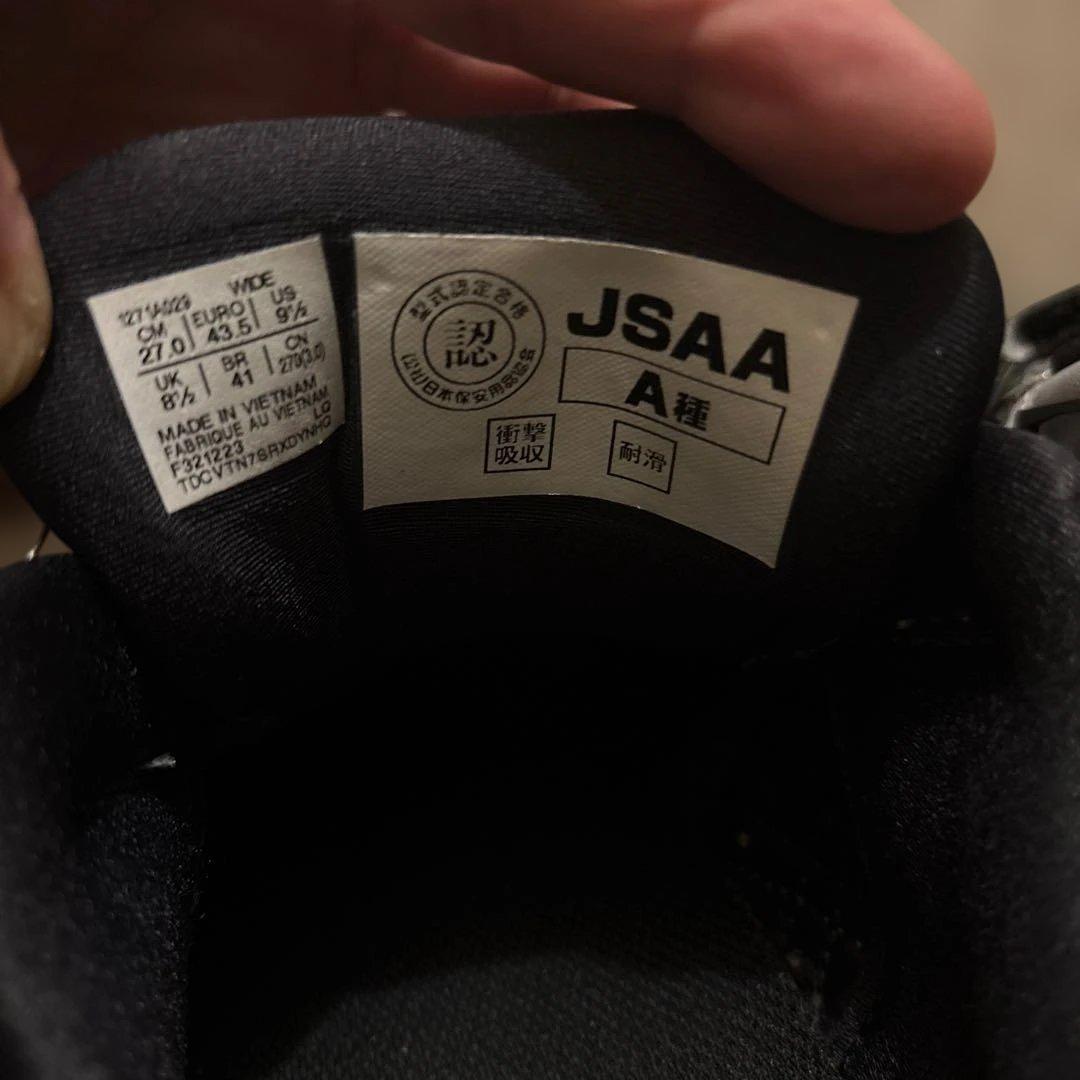 1271A029 WIDE
CM EURO US
27.0 43.5 9½
UK BR CN
8½ 41 270(3.0)
MADE IN VIETNAM
FABRIQUE AU VIETNAM
F321223 LQ
TDCVTN7SRXDYNHQ
型式認定合格
認
(公社)日本保安用品協会
JSAA
A種
衝撃
吸収
耐滑